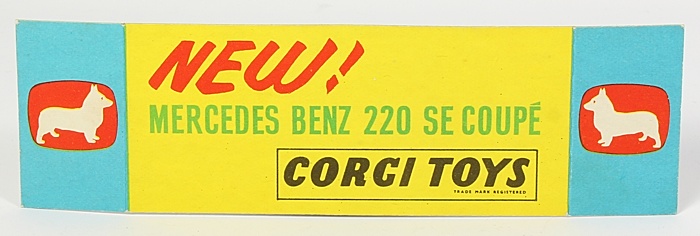 NEW!
MERCEDES BENZ 220 SE COUPÉ
CORGI TOYS
TRADE MARK REGISTERED